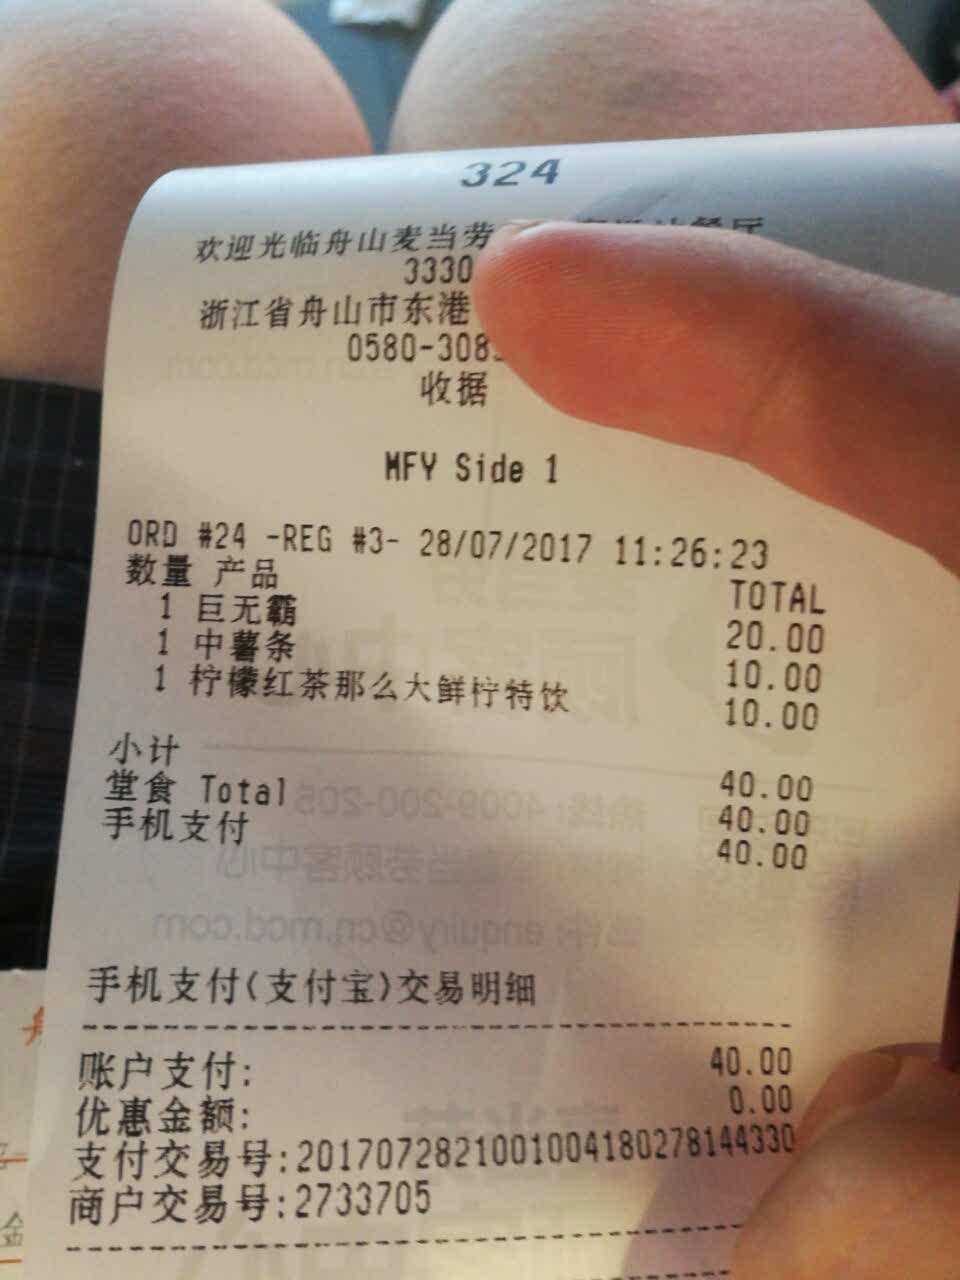 324
欢迎光临舟山麦当劳 餐厅
3330
浙江省舟山市东港
0580-308
收据
MFY Side 1
ORD #24 -REG #3- 28/07/2017 11:26:23
数量 产品 TOTAL
1 巨无霸 20.00
1 中薯条 10.00
1 柠檬红茶那么大鲜柠特饮 10.00
小计 40.00
堂食 Total 40.00
手机支付 40.00
手机支付(支付宝)交易明细
账户支付: 40.00
优惠金额: 0.00
支付交易号:2017072821001004180278144330
商户交易号:2733705
金